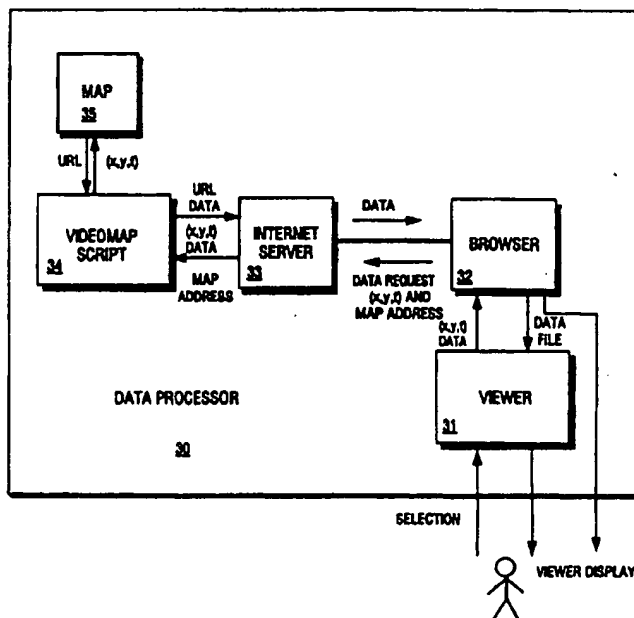 MAP
35
URL
(x,y,t)
VIDEOMAP
SCRIPT
34
URL
DATA
(x,y,t)
DATA
MAP
ADDRESS
INTERNET
SERVER
33
DATA
DATA REQUEST
(x,y,t) AND
MAP ADDRESS
BROWSER
32
(x,y,t)
DATA
DATA
FILE
VIEWER
31
DATA PROCESSOR
30
SELECTION
VIEWER DISPLAY